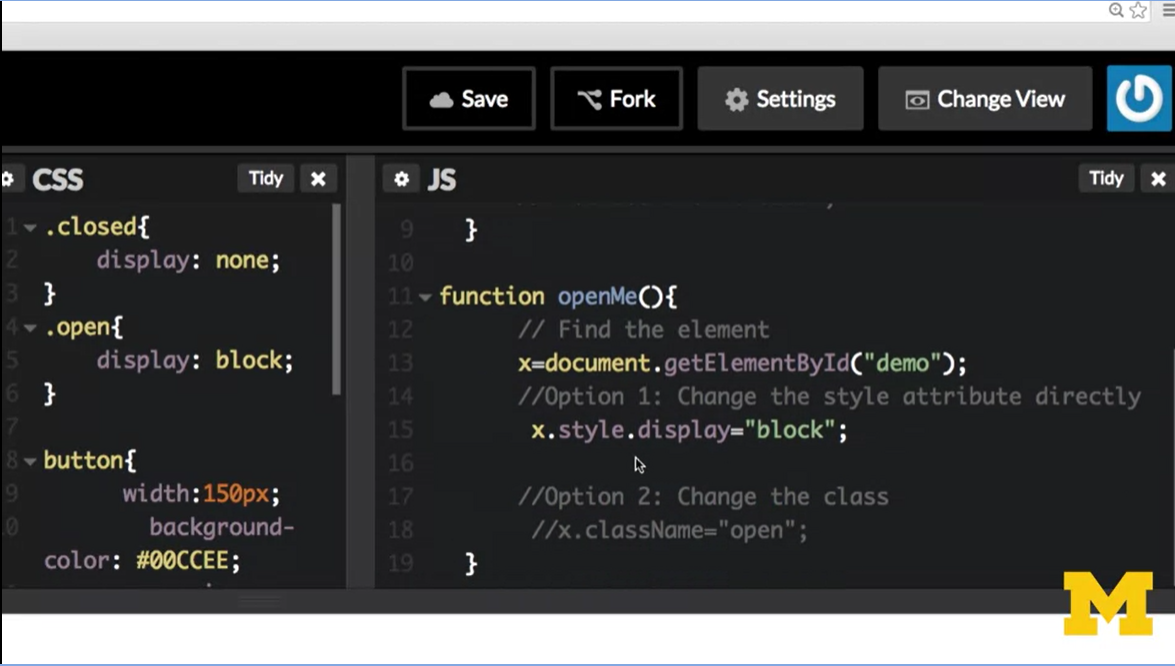 Save Fork Settings Change View
CSS Tidy
1 .closed{
2 display: none;
3 }
4 .open{
5 display: block;
6 }
7
8 button{
9 width:150px;
0 background-
color: #00CCEE;
JS Tidy
9 }
10
11 function openMe(){
12 // Find the element
13 x=document.getElementById("demo");
14 //Option 1: Change the style attribute directly
15 x.style.display="block";
16
17 //Option 2: Change the class
18 //x.className="open";
19 }
M